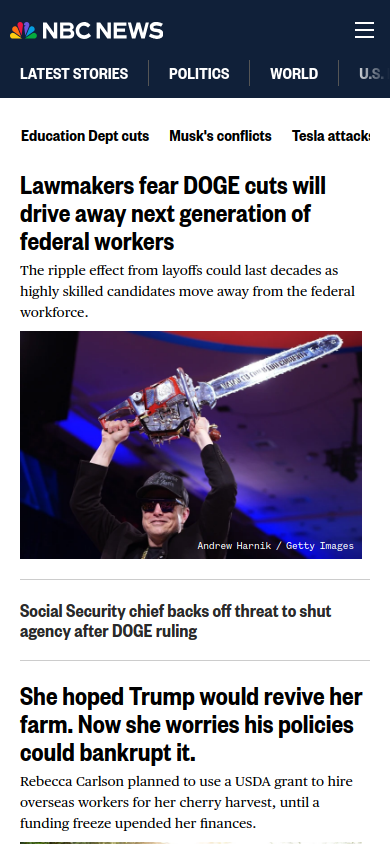 NBC NEWS
LATEST STORIES POLITICS WORLD U.S.
Education Dept cuts Musk's conflicts Tesla attacks
Lawmakers fear DOGE cuts will
drive away next generation of
federal workers
The ripple effect from layoffs could last decades as
highly skilled candidates move away from the federal
workforce.
Andrew Harnik / Getty Images
Social Security chief backs off threat to shut
agency after DOGE ruling
She hoped Trump would revive her
farm. Now she worries his policies
could bankrupt it.
Rebecca Carlson planned to use a USDA grant to hire
overseas workers for her cherry harvest, until a
funding freeze upended her finances.